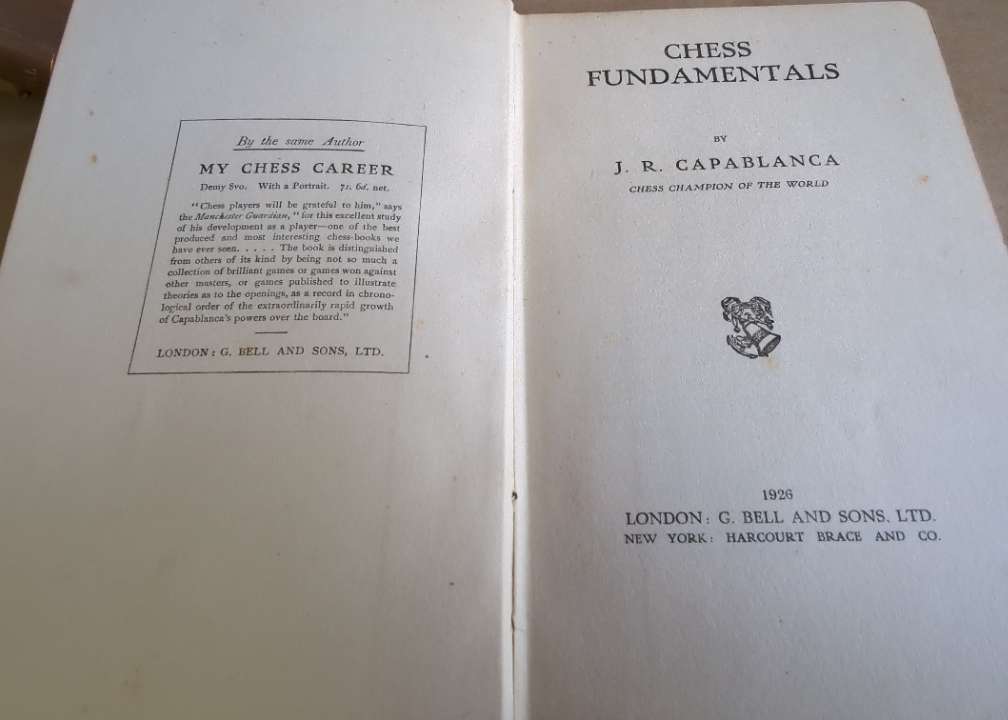 By the same Author
MY CHESS CAREER
Demy 8vo. With a Portrait. 7s. 6d. net.
"Chess players will be grateful to him," says
the Manchester Guardian, "for this excellent study
of his development as a player—one of the best
produced and most interesting chess-books we
have ever seen. . . . . The book is distinguished
from others of its kind by being not so much a
collection of brilliant games or games won against
other masters, or games published to illustrate
theories as to the openings, as a record in chrono-
logical order of the extraordinarily rapid growth
of Capablanca's powers over the board."
LONDON: G. BELL AND SONS, LTD.
CHESS
FUNDAMENTALS
BY
J. R. CAPABLANCA
CHESS CHAMPION OF THE WORLD
1926
LONDON: G. BELL AND SONS. LTD.
NEW YORK: HARCOURT BRACE AND CO.